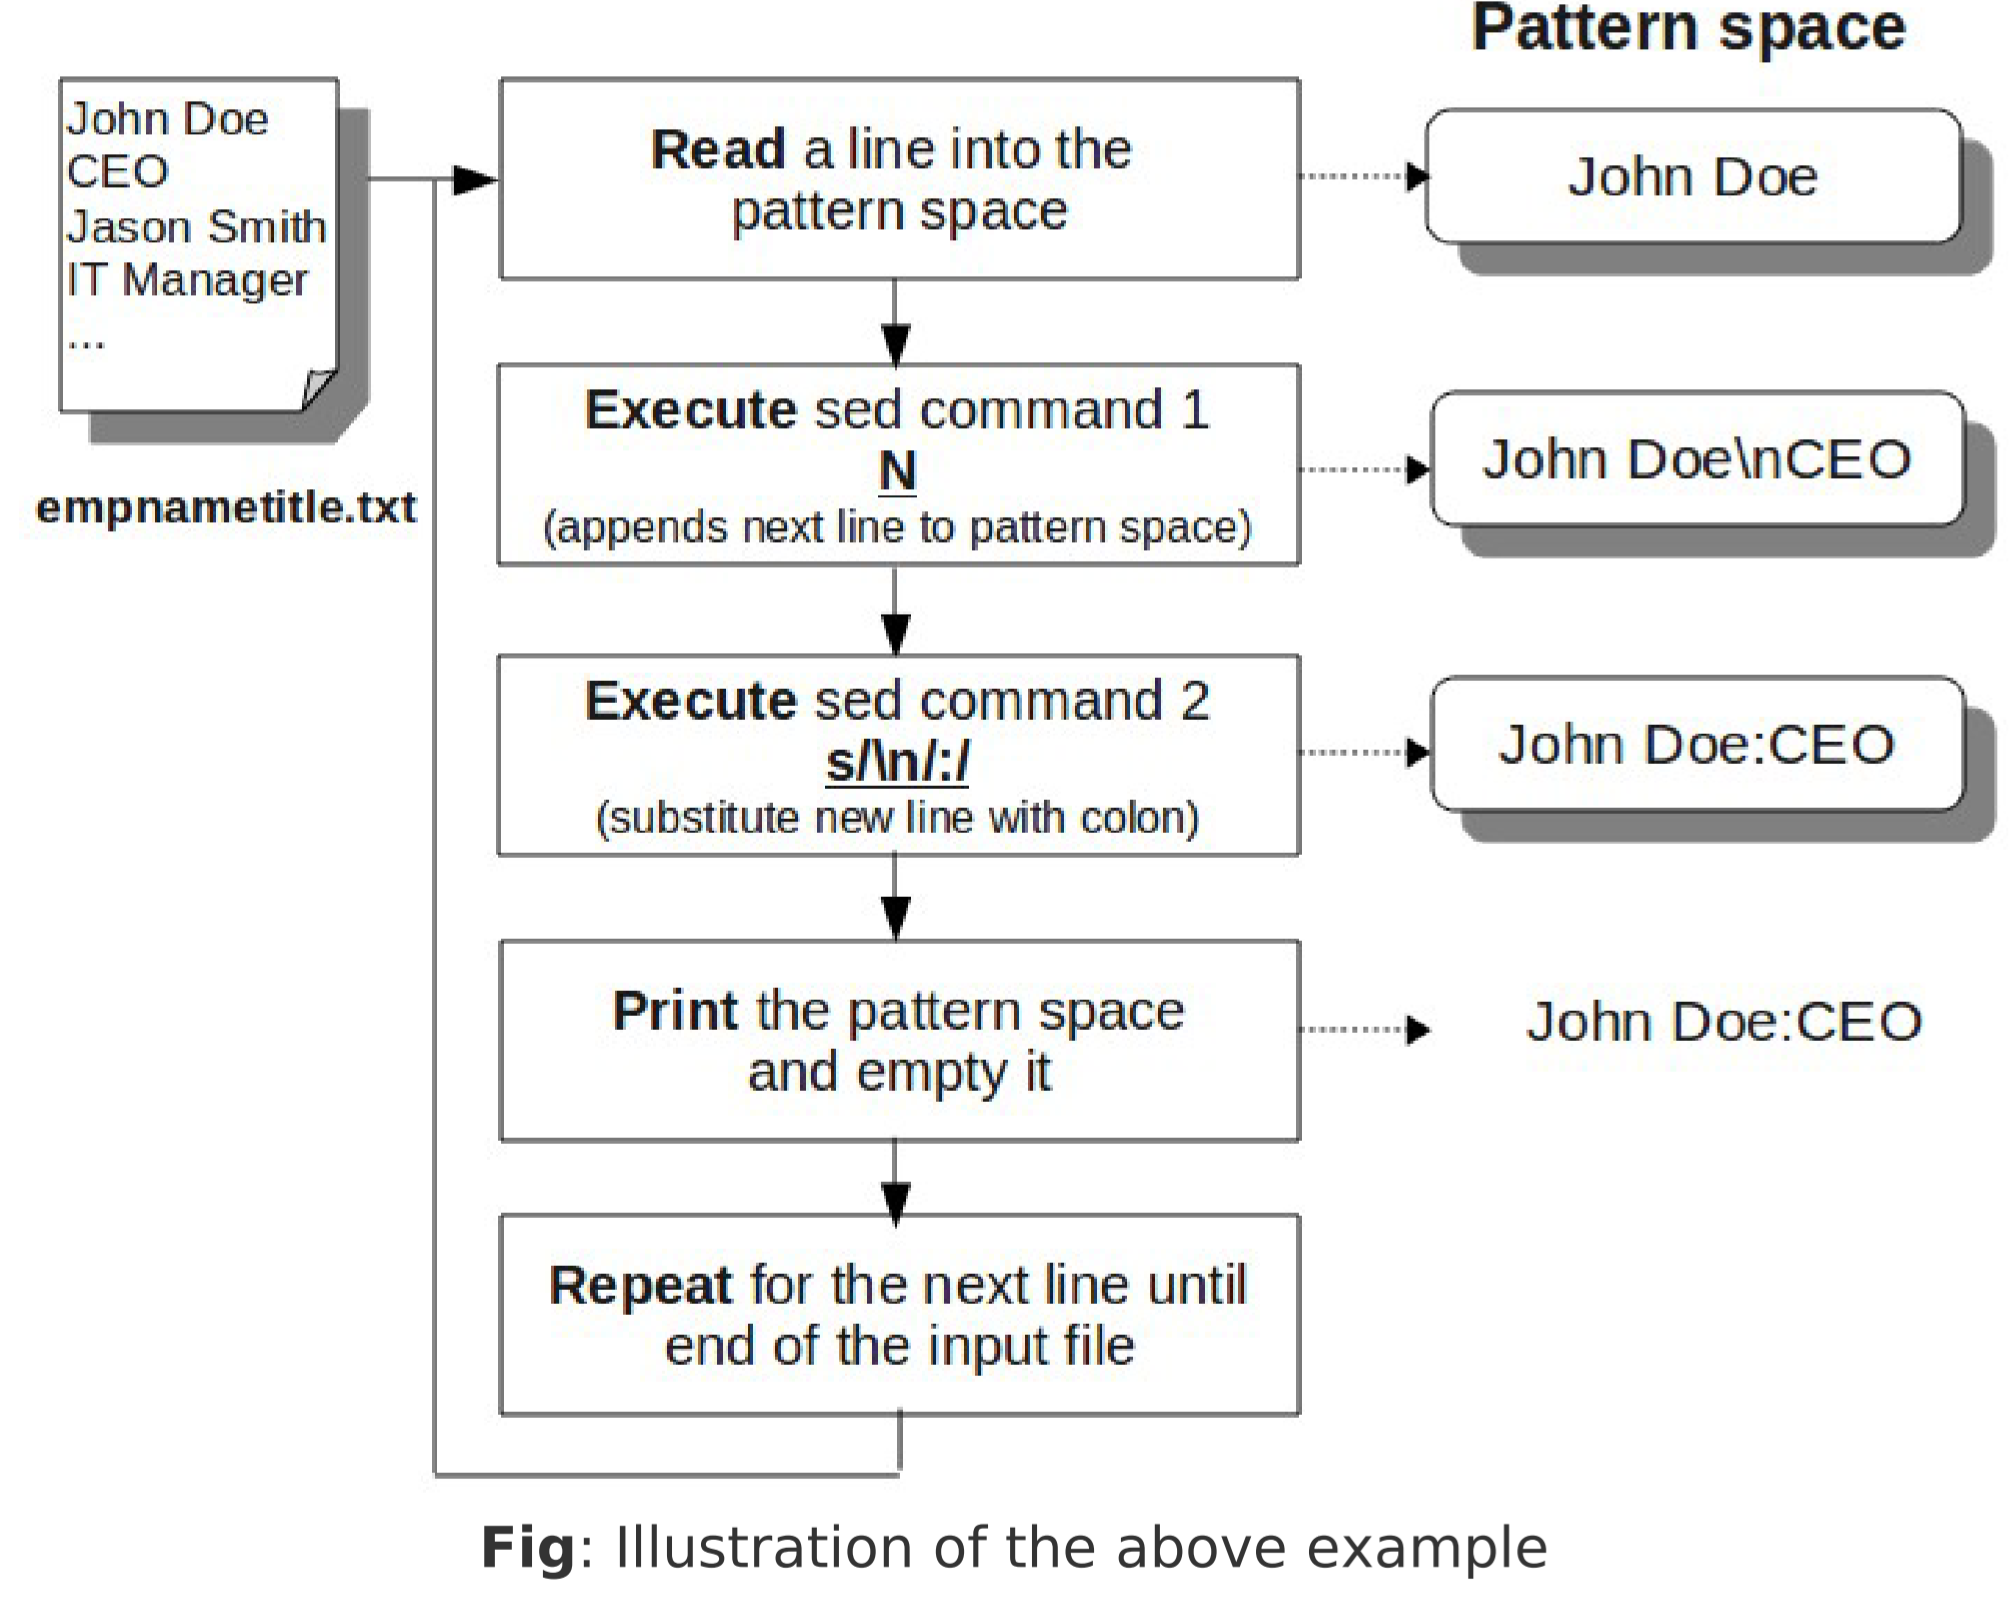 Pattern space
John Doe
CEO
Jason Smith
IT Manager
...
empnametitle.txt
Read a line into the
pattern space
John Doe
Execute sed command 1
N
(appends next line to pattern space)
John Doe\nCEO
Execute sed command 2
s/\n/:/
(substitute new line with colon)
John Doe:CEO
Print the pattern space
and empty it
John Doe:CEO
Repeat for the next line until
end of the input file
Fig: Illustration of the above example